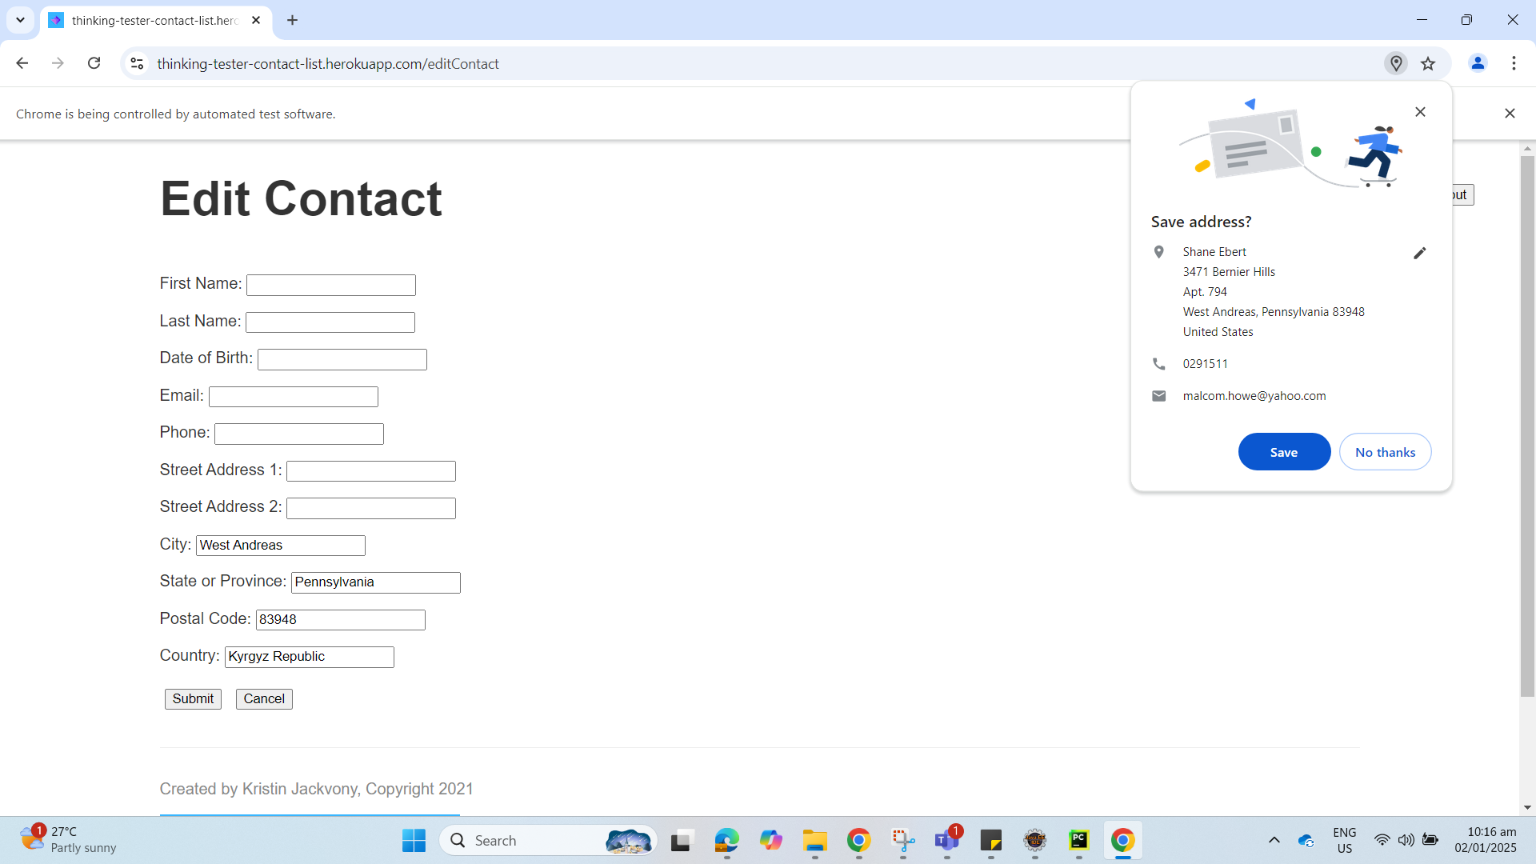 thinking-tester-contact-list.herc
thinking-tester-contact-list.herokuapp.com/editContact
Chrome is being controlled by automated test software.
Edit Contact
First Name:
Last Name:
Date of Birth:
Email:
Phone:
Street Address 1:
Street Address 2:
City: West Andreas
State or Province: Pennsylvania
Postal Code: 83948
Country: Kyrgyz Republic
Submit Cancel
Created by Kristin Jackvony, Copyright 2021
Save address?
Shane Ebert
3471 Bernier Hills
Apt. 794
West Andreas, Pennsylvania 83948
United States
0291511
malcom.howe@yahoo.com
Save No thanks
1
27°C
Partly sunny
Search
1
PC
ENG
US
10:16 am
02/01/2025